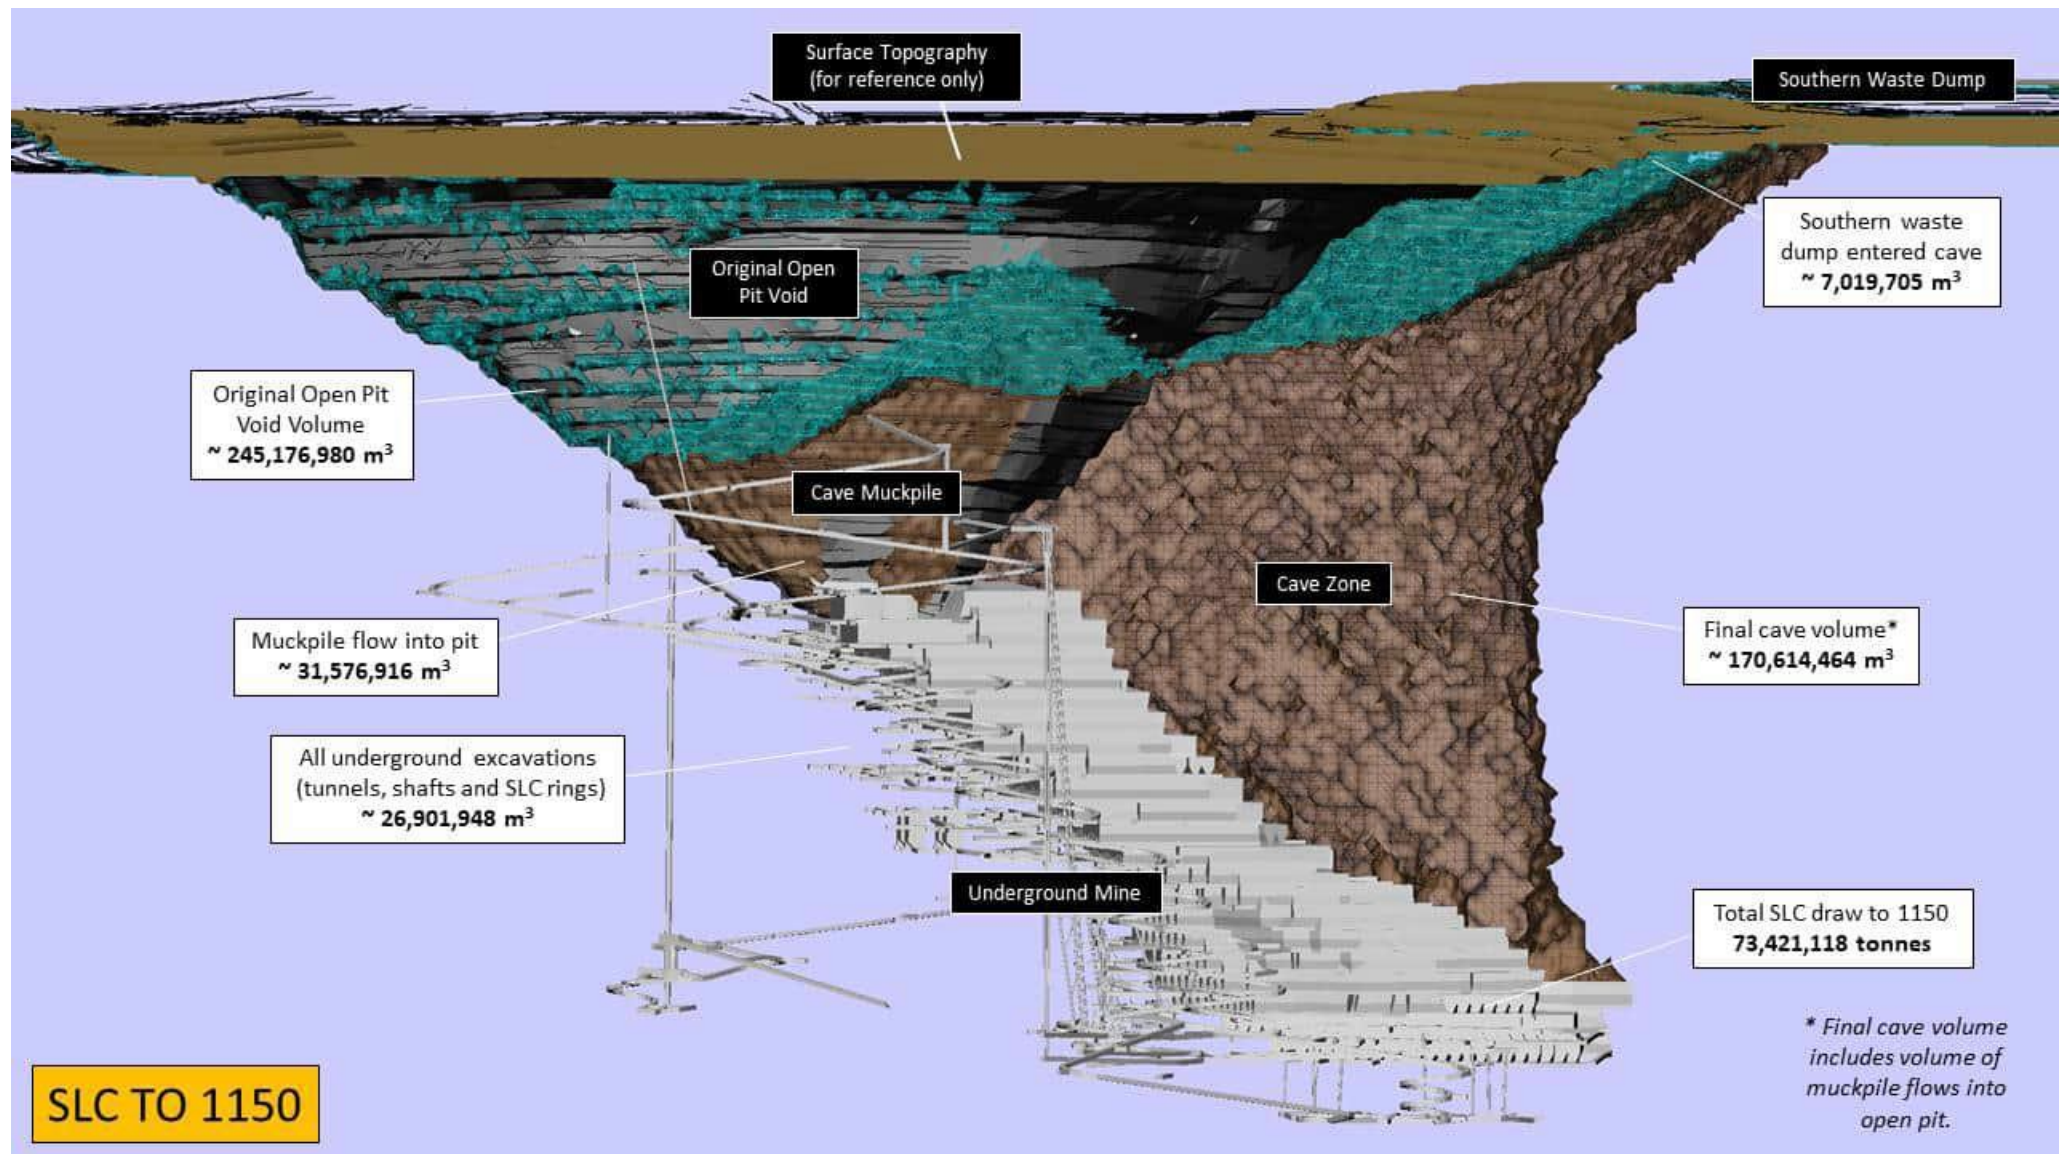 Surface Topography
(for reference only)
Southern Waste Dump
Southern waste
dump entered cave
~ 7,019,705 m³
Original Open
Pit Void
Original Open Pit
Void Volume
~ 245,176,980 m³
Cave Muckpile
Cave Zone
Muckpile flow into pit
~ 31,576,916 m³
Final cave volume*
~ 170,614,464 m³
All underground excavations
(tunnels, shafts and SLC rings)
~ 26,901,948 m³
Underground Mine
Total SLC draw to 1150
73,421,118 tonnes
* Final cave volume
includes volume of
muckpile flows into
open pit.
SLC TO 1150